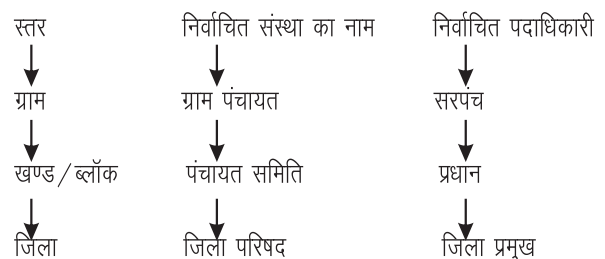 स्तर निर्वाचित संस्था का नाम निर्वाचित पदाधिकारी
ग्राम ग्राम पंचायत सरपंच
खण्ड/ब्लॉक पंचायत समिति प्रधान
जिला जिला परिषद जिला प्रमुख